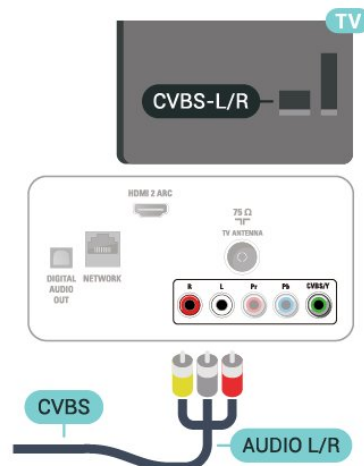 TV
CVBS-L/R
HDMI 2 ARC
75 Ω
TV ANTENNA
DIGITAL
AUDIO
OUT
NETWORK
R L Pr Pb CVBS/Y
CVBS
AUDIO L/R